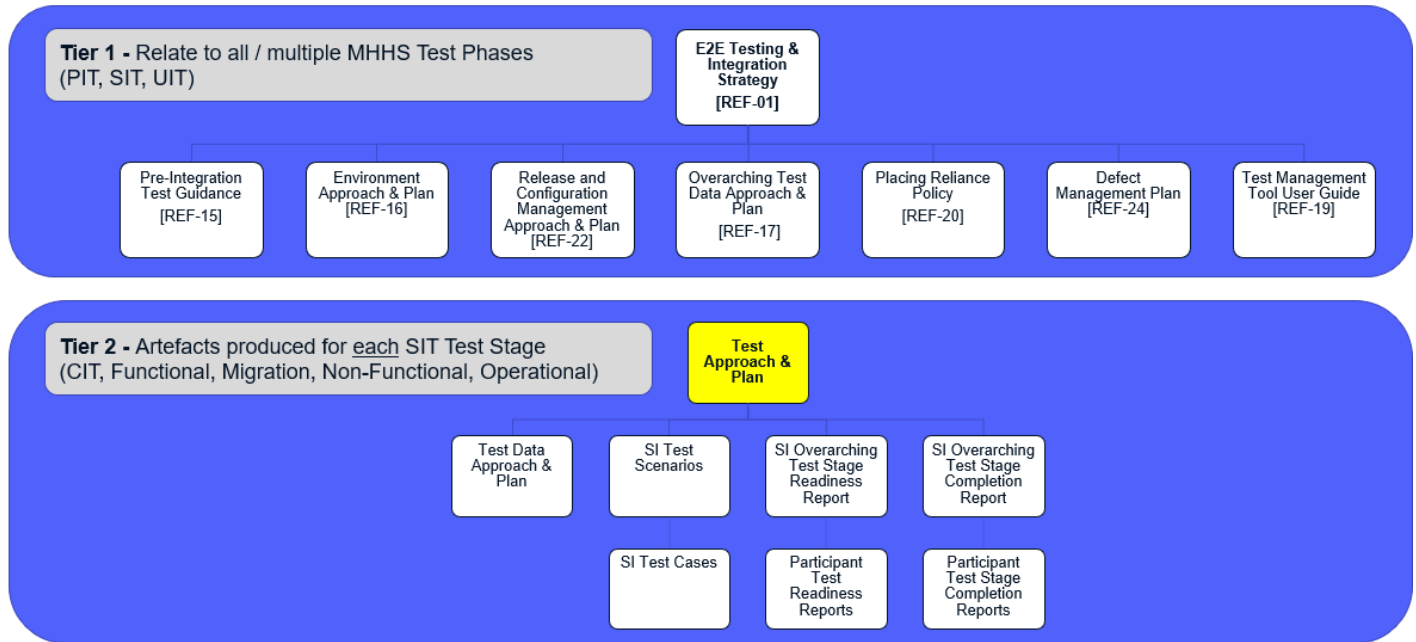 Tier 1 - Relate to all / multiple MHHS Test Phases
(PIT, SIT, UIT)
E2E Testing &
Integration
Strategy
[REF-01]
Pre-Integration
Test Guidance
[REF-15]
Environment
Approach & Plan
[REF-16]
Release and
Configuration
Management
Approach & Plan
[REF-22]
Overarching Test
Data Approach &
Plan
[REF-17]
Placing Reliance
Policy
[REF-20]
Defect
Management Plan
[REF-24]
Test Management
Tool User Guide
[REF-19]
Tier 2 - Artefacts produced for each SIT Test Stage
(CIT, Functional, Migration, Non-Functional, Operational)
Test
Approach &
Plan
Test Data
Approach &
Plan
SI Test
Scenarios
SI Overarching
Test Stage
Readiness
Report
SI Overarching
Test Stage
Completion
Report
SI Test Cases
Participant
Test
Readiness
Reports
Participant
Test Stage
Completion
Reports